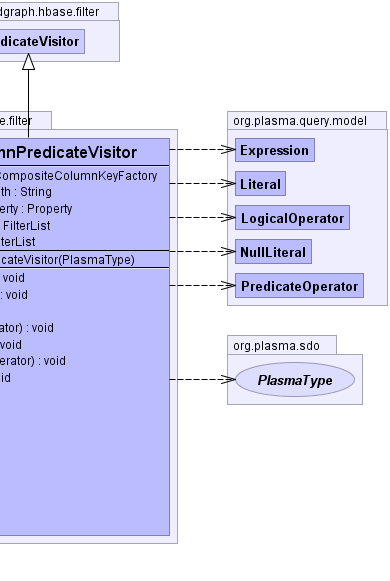 dgraph.hbase.filter
dicateVisitor
e.filter
nnPredicateVisitor
CompositeColumnKeyFactory
th : String
erty : Property
FilterList
terList
cateVisitor(PlasmaType)
void
: void
ator) : void
void
erator) : void
id
org.plasma.query.model
Expression
Literal
LogicalOperator
NullLiteral
PredicateOperator
org.plasma.sdo
PlasmaType